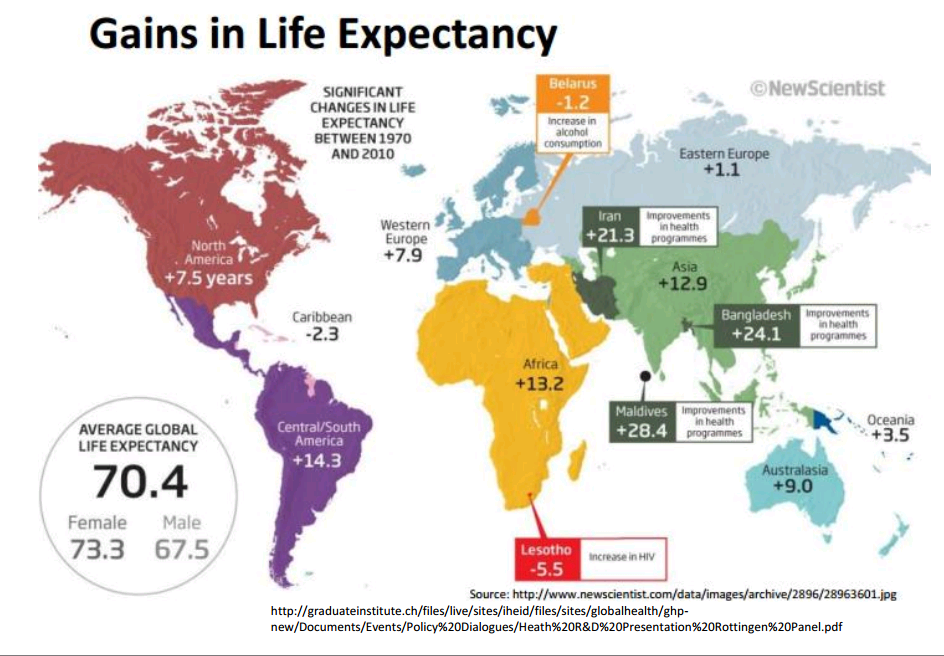 Gains in Life Expectancy
SIGNIFICANT
CHANGES IN LIFE
EXPECTANCY
BETWEEN 1970
AND 2010
Belarus
-1.2
Increase in
alcohol
consumption
©NewScientist
Eastern Europe
+1.1
Western
Europe
+7.9
Iran
+21.3
Improvements
in health
programmes
North
America
+7.5 years
Asia
+12.9
Caribbean
-2.3
Bangladesh
+24.1
Improvements
in health
programmes
Africa
+13.2
Maldives
+28.4
Improvements
in health
programmes
Oceania
+3.5
Central/South
America
+14.3
AVERAGE GLOBAL
LIFE EXPECTANCY
70.4
Female
73.3
Male
67.5
Australasia
+9.0
Lesotho
-5.5
Increase in HIV
Source: http://www.newscientist.com/data/images/archive/2896/28963601.jpg
http://graduateinstitute.ch/files/live/sites/iheid/files/sites/globalhealth/ghp-
new/Documents/Events/Policy%20Dialogues/Heath%20R&D%20Presentation%20Rottingen%20Panel.pdf